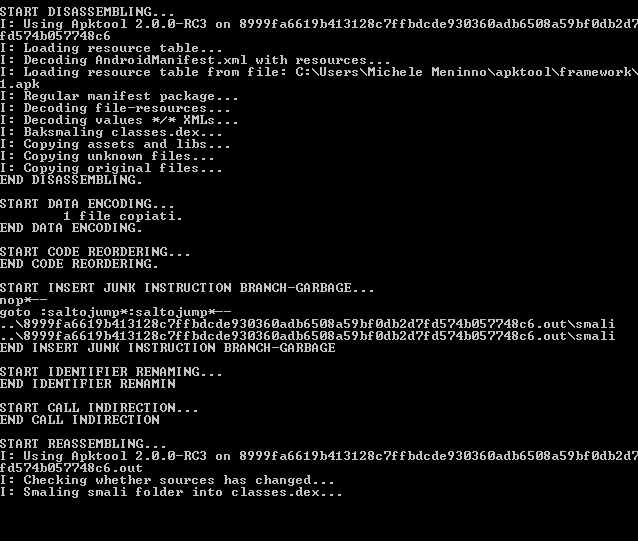 START DISASSEMBLING...
I: Using Apktool 2.0.0-RC3 on 8999fa6619b413128c7ffbdcde930360adb6508a59bf0db2d7
fd574b057748c6
I: Loading resource table...
I: Decoding AndroidManifest.xml with resources...
I: Loading resource table from file: C:\Users\Michele Meninno\apktool\framework\
1.apk
I: Regular manifest package...
I: Decoding file-resources...
I: Decoding values */* XMLs...
I: Baksmaling classes.dex...
I: Copying assets and libs...
I: Copying unknown files...
I: Copying original files...
END DISASSEMBLING.
START DATA ENCODING...
1 file copiati.
END DATA ENCODING.
START CODE REORDERING...
END CODE REORDERING.
START INSERT JUNK INSTRUCTION BRANCH-GARBAGE...
nop*--
goto :saltojump*:saltojump*--
..\8999fa6619b413128c7ffbdcde930360adb6508a59bf0db2d7fd574b057748c6.out\smali
..\8999fa6619b413128c7ffbdcde930360adb6508a59bf0db2d7fd574b057748c6.out\smali
END INSERT JUNK INSTRUCTION BRANCH-GARBAGE
START IDENTIFIER RENAMING...
END IDENTIFIER RENAMIN
START CALL INDIRECTION...
END CALL INDIRECTION
START REASSEMBLING...
I: Using Apktool 2.0.0-RC3 on 8999fa6619b413128c7ffbdcde930360adb6508a59bf0db2d7
fd574b057748c6.out
I: Checking whether sources has changed...
I: Smaling smali folder into classes.dex...